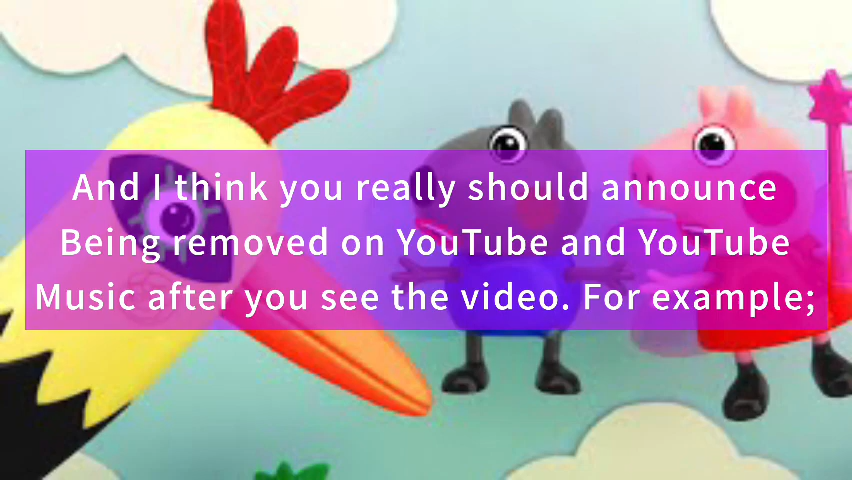 And I think you really should announce
Being removed on YouTube and YouTube
Music after you see the video. For example;